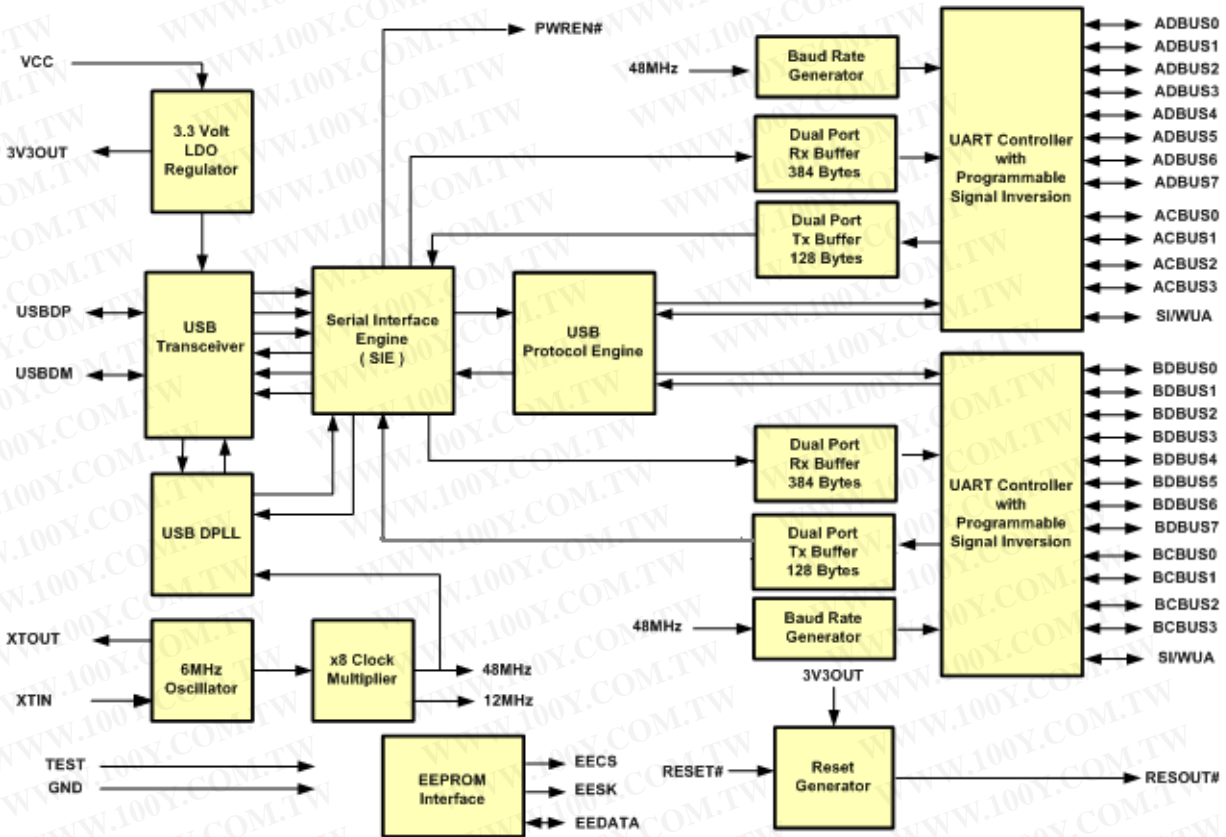 PWREN#
VCC
3.3 Volt
LDO
Regulator
3V3OUT
48MHz
Baud Rate
Generator
Dual Port
Rx Buffer
384 Bytes
Dual Port
Tx Buffer
128 Bytes
UART Controller
with
Programmable
Signal Inversion
ADBUS0
ADBUS1
ADBUS2
ADBUS3
ADBUS4
ADBUS5
ADBUS6
ADBUS7
ACBUS0
ACBUS1
ACBUS2
ACBUS3
SI/WUA
USBDP
USBDM
USB
Transceiver
Serial Interface
Engine
( SIE )
USB
Protocol Engine
BDBUS0
BDBUS1
BDBUS2
BDBUS3
BDBUS4
BDBUS5
BDBUS6
BDBUS7
BCBUS0
BCBUS1
BCBUS2
BCBUS3
SI/WUA
UART Controller
with
Programmable
Signal Inversion
Dual Port
Rx Buffer
384 Bytes
Dual Port
Tx Buffer
128 Bytes
48MHz
Baud Rate
Generator
USB DPLL
XTOUT
XTIN
6MHz
Oscillator
x8 Clock
Multiplier
48MHz
12MHz
3V3OUT
TEST
GND
EEPROM
Interface
EECS
EESK
EEDATA
RESET#
Reset
Generator
RESOUT#
WWW.100Y.COM.TW